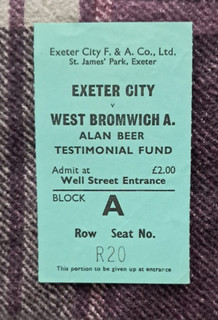 Exeter City F. & A. Co., Ltd.
St. James' Park, Exeter
EXETER CITY
v
WEST BROMWICH A.
ALAN BEER
TESTIMONIAL FUND
Admit at £2.00
Well Street Entrance
BLOCK A
Row Seat No.
R20
This portion to be given up at entrance